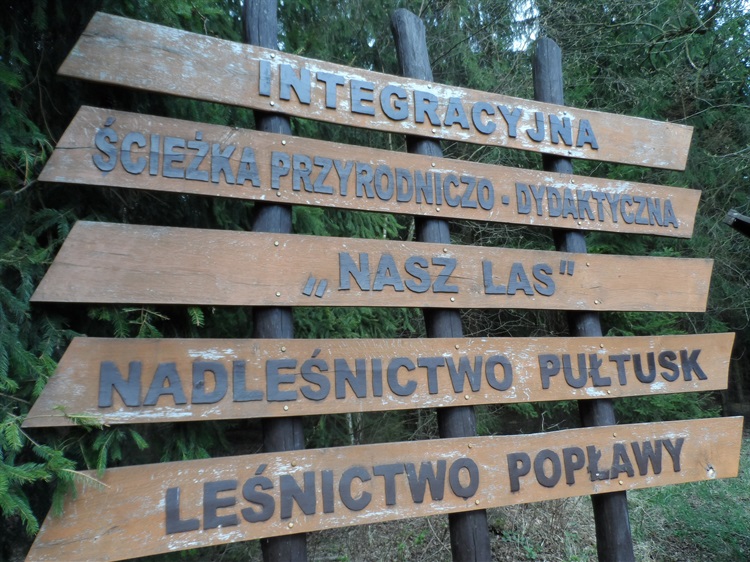 INTEGRACYJNA
ŚCIEŻKA PRZYRODNICZO - DYDAKTYCZNA
„NASZ LAS”
NADLEŚNICTWO PUŁTUSK
LEŚNICTWO POPŁAWY